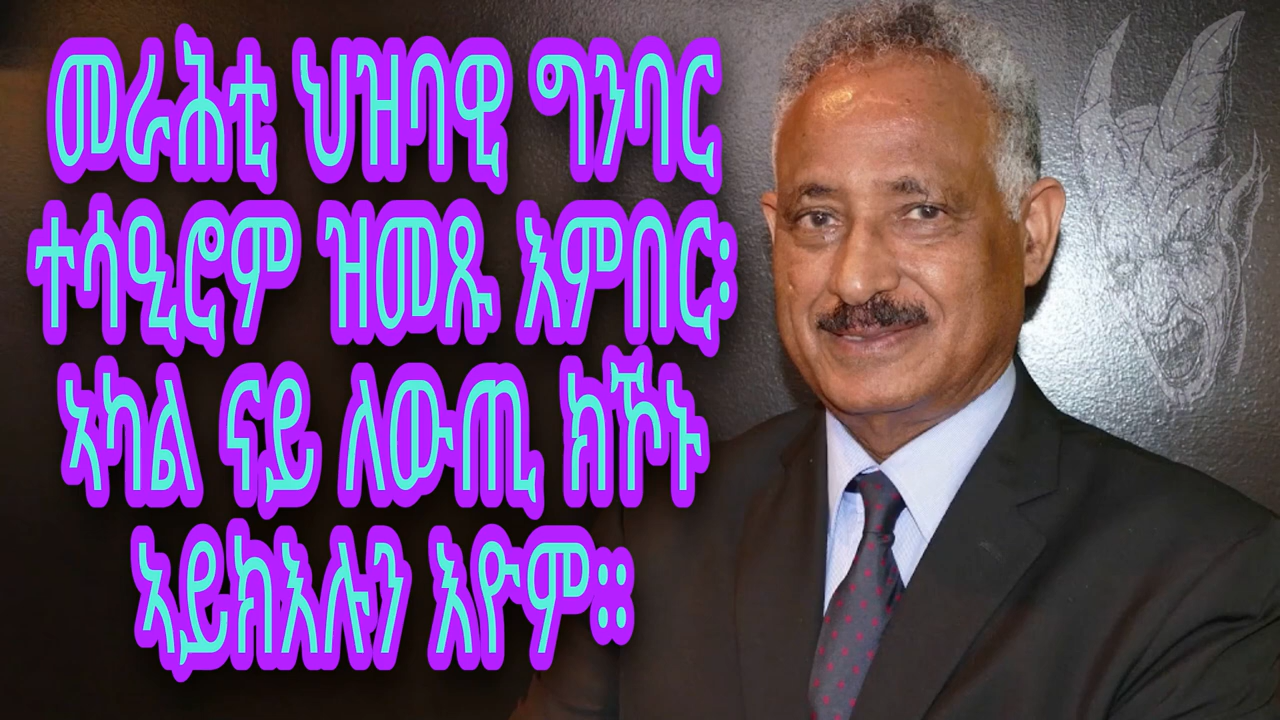 መራሕቲ ህዝባዊ ግንባር
ተሳዒሮም ዝመጹ እምበር፡
ኣካል ናይ ለውጢ ክኾኑ
ኣይክእሉን እዮም።